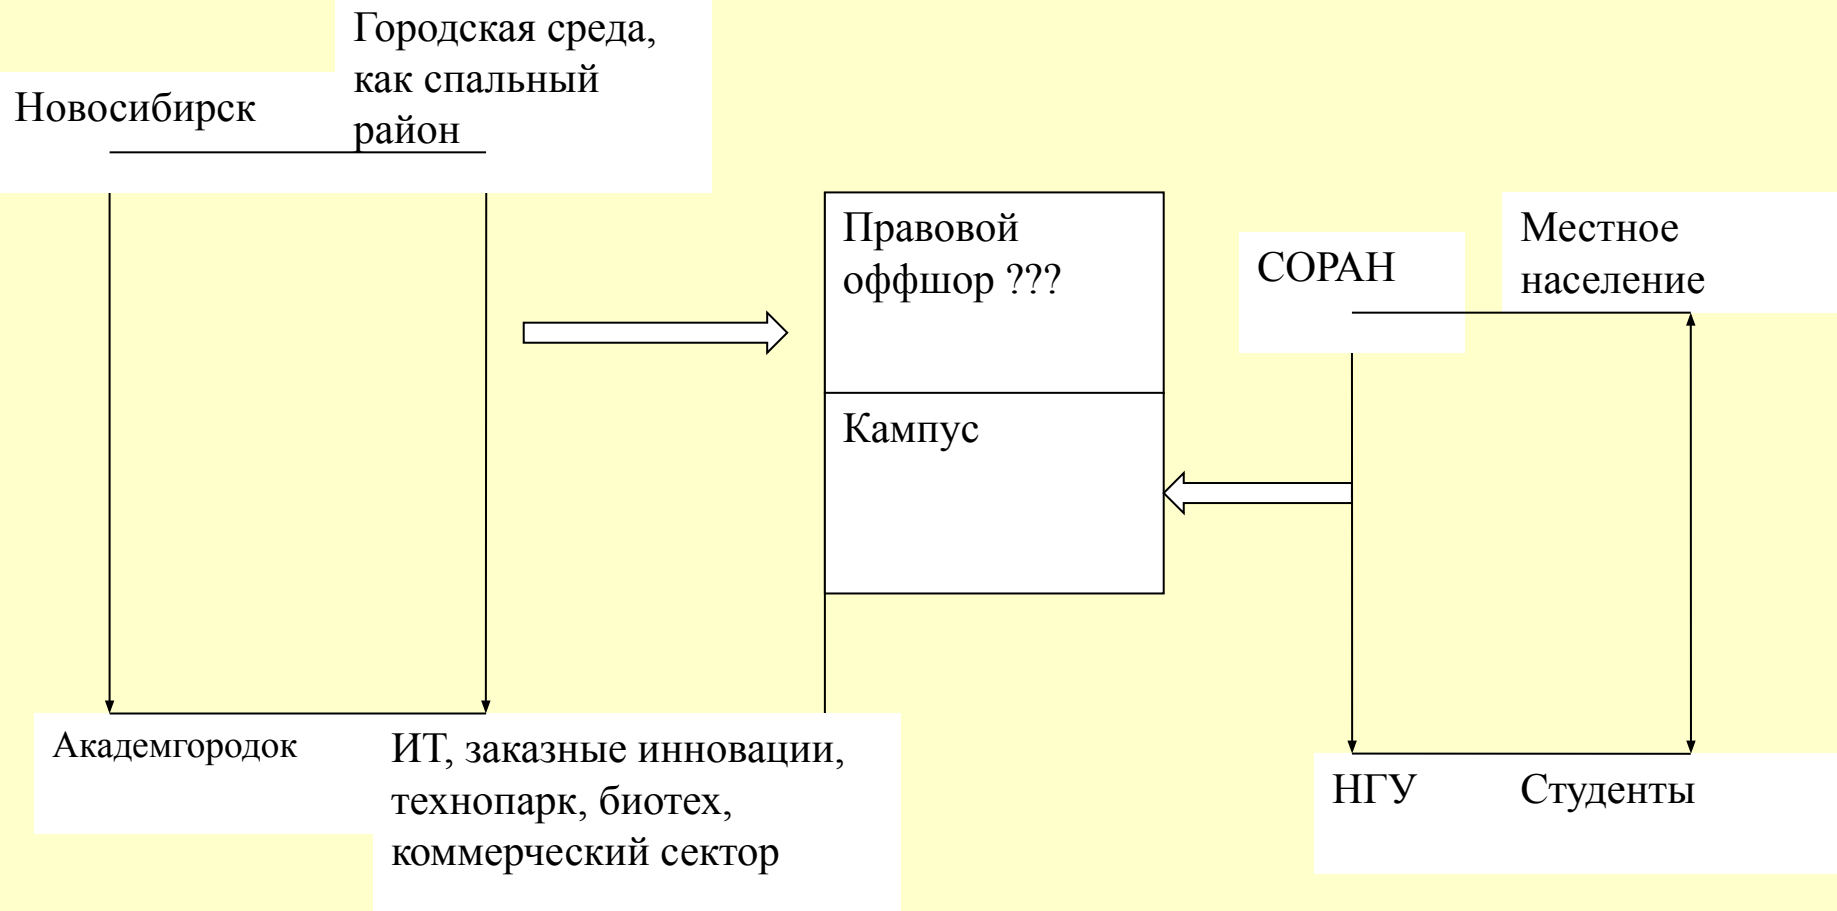 Городская среда,
как спальный
район
Новосибирск
Правовой
оффшор ???
Кампус
СОРАН
Местное
население
Академгородок
ИТ, заказные инновации,
технопарк, биотех,
коммерческий сектор
НГУ
Студенты